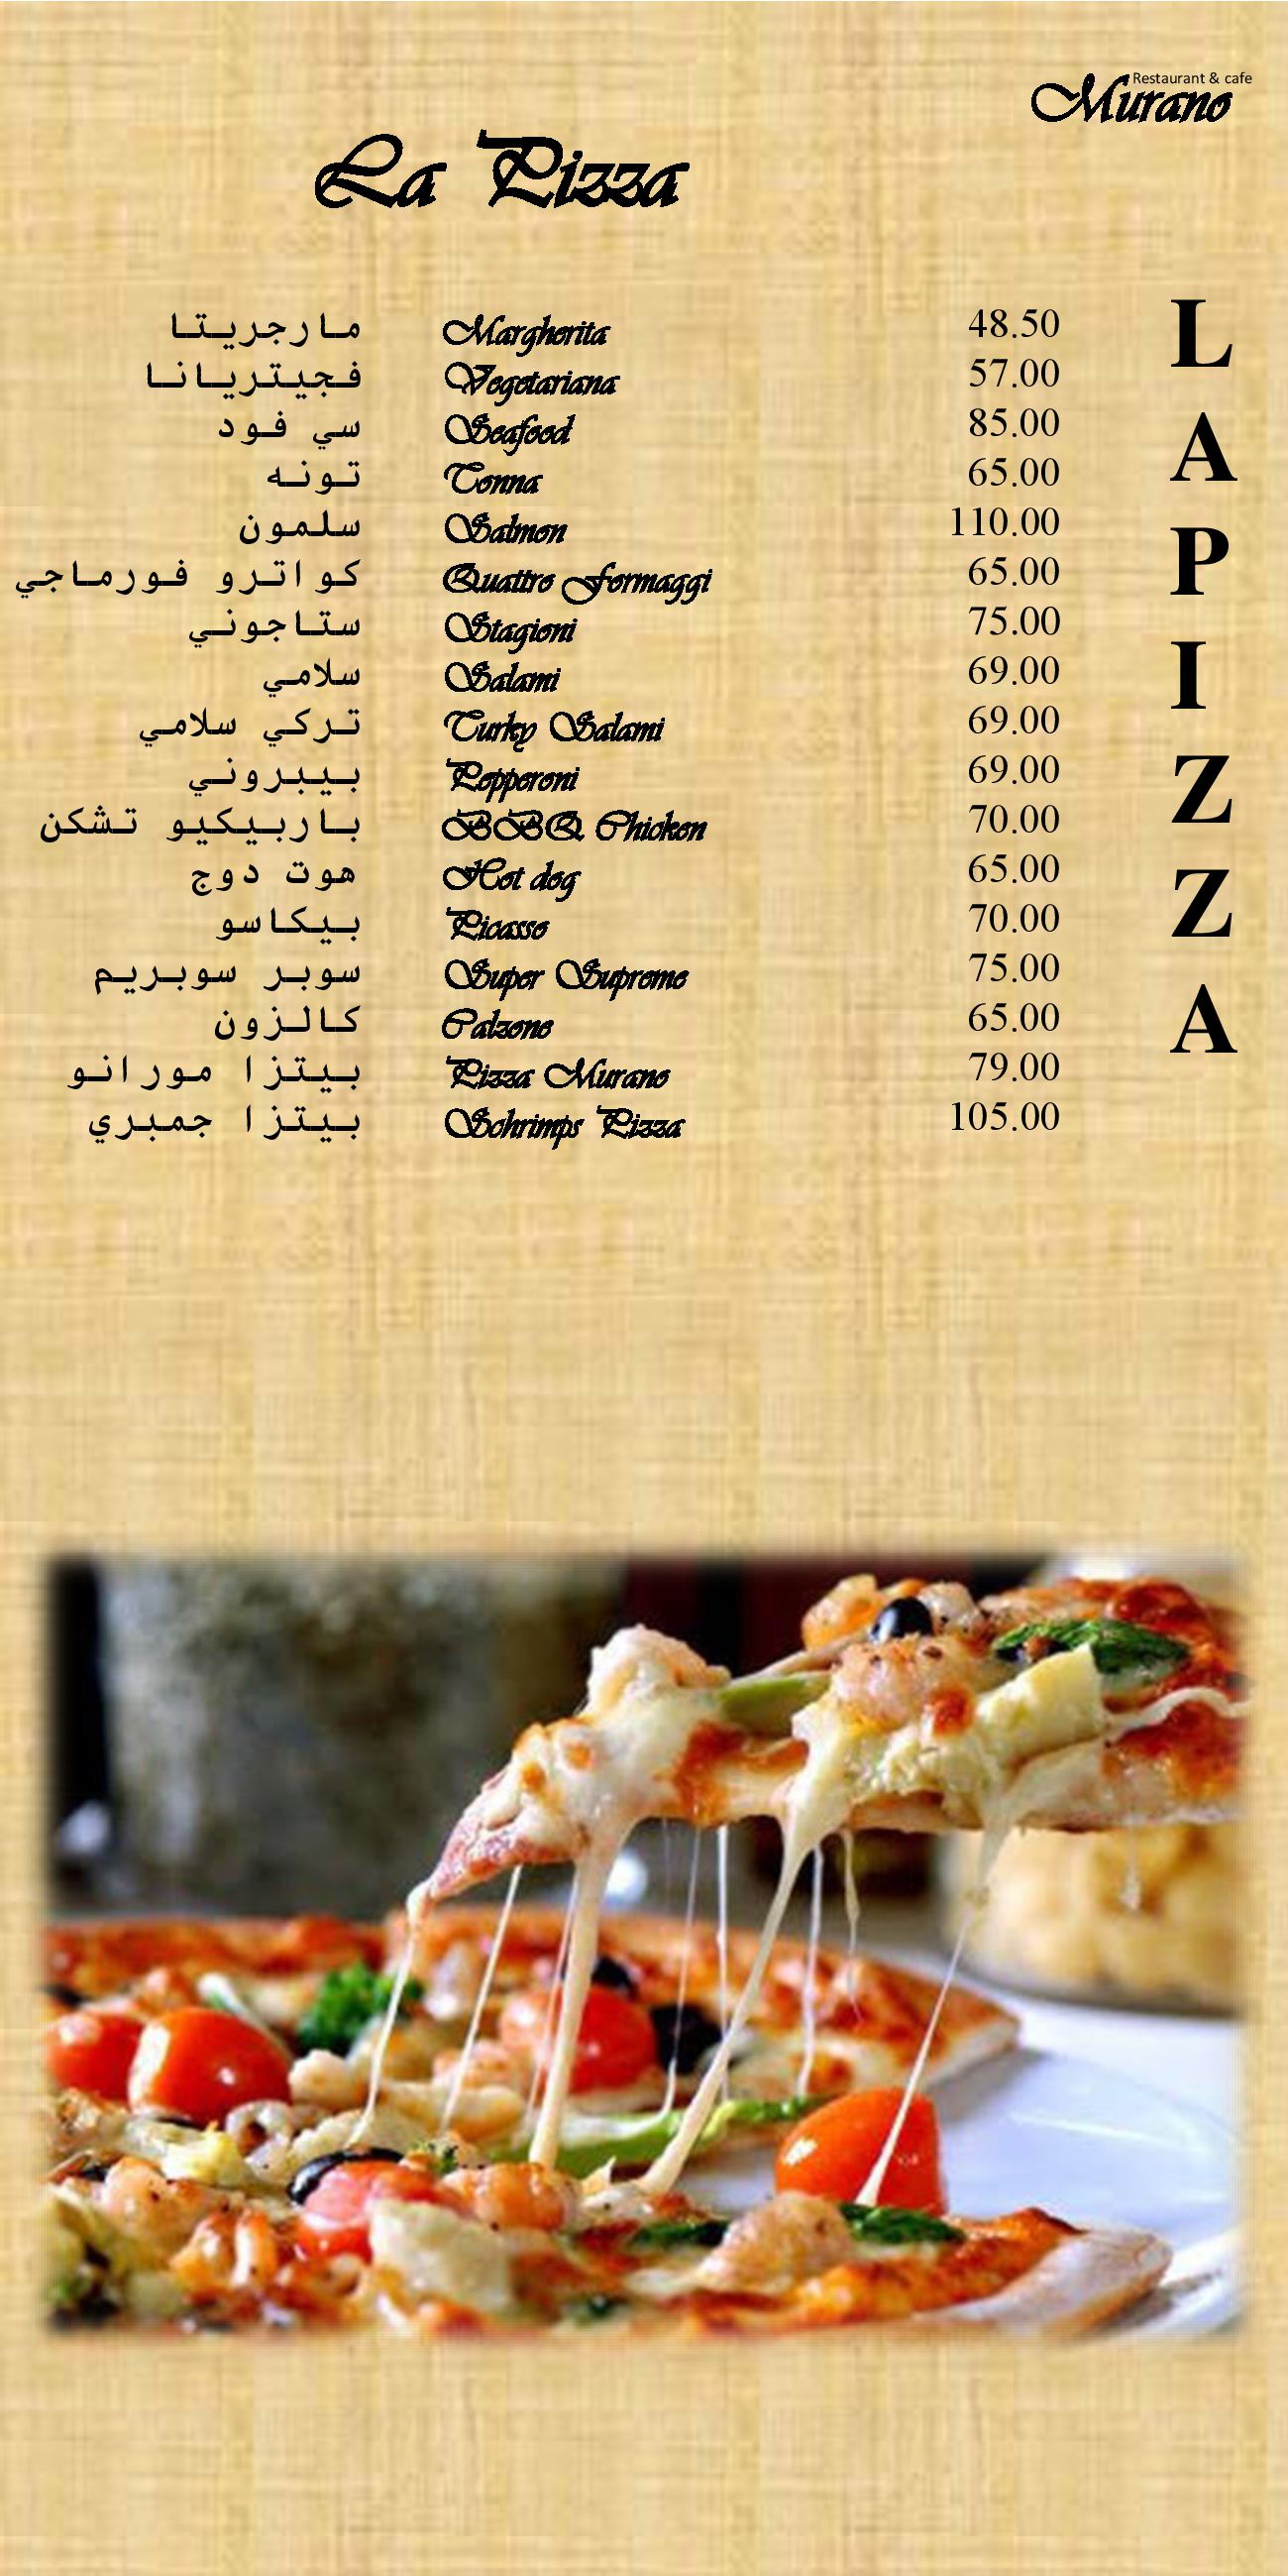 Restaurant & cafe
Murano
La Pizza
مارجريتا Margherita 48.50
فجيتريانا Vegetariana 57.00
سي فود Seafood 85.00
تونه Tonna 65.00
سلمون Salmon 110.00
كواترو فورماجي Quattro Formaggi 65.00
ستاجوني Stagioni 75.00
سلامي Salami 69.00
تركي سلامي Turky Salami 69.00
بيبروني Pepperoni 69.00
باربيكيو تشكن BBQ Chicken 70.00
هوت دوج Hot dog 65.00
بيكاسو Picasso 70.00
سوبر سوبريم Super Supreme 75.00
كالزون Calzone 65.00
بيتزا مورانو Pizza Murano 79.00
بيتزا جمبري Schrimps Pizza 105.00
L
A
P
I
Z
Z
A